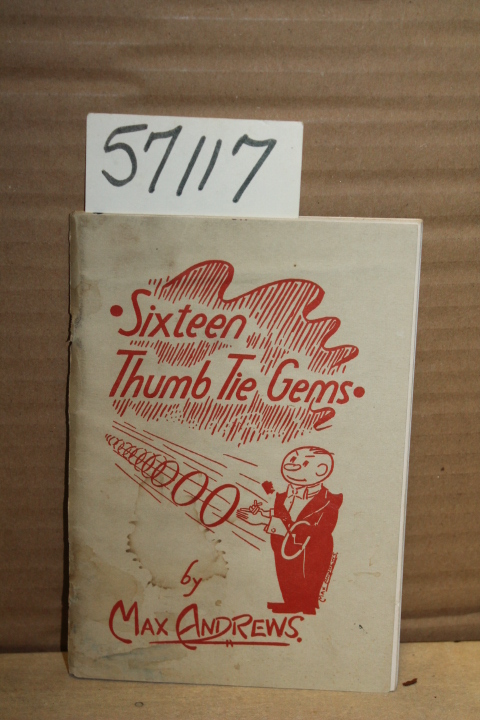 57117
•Sixteen
Thumb Tie Gems•
by
MAX ANDREWS.